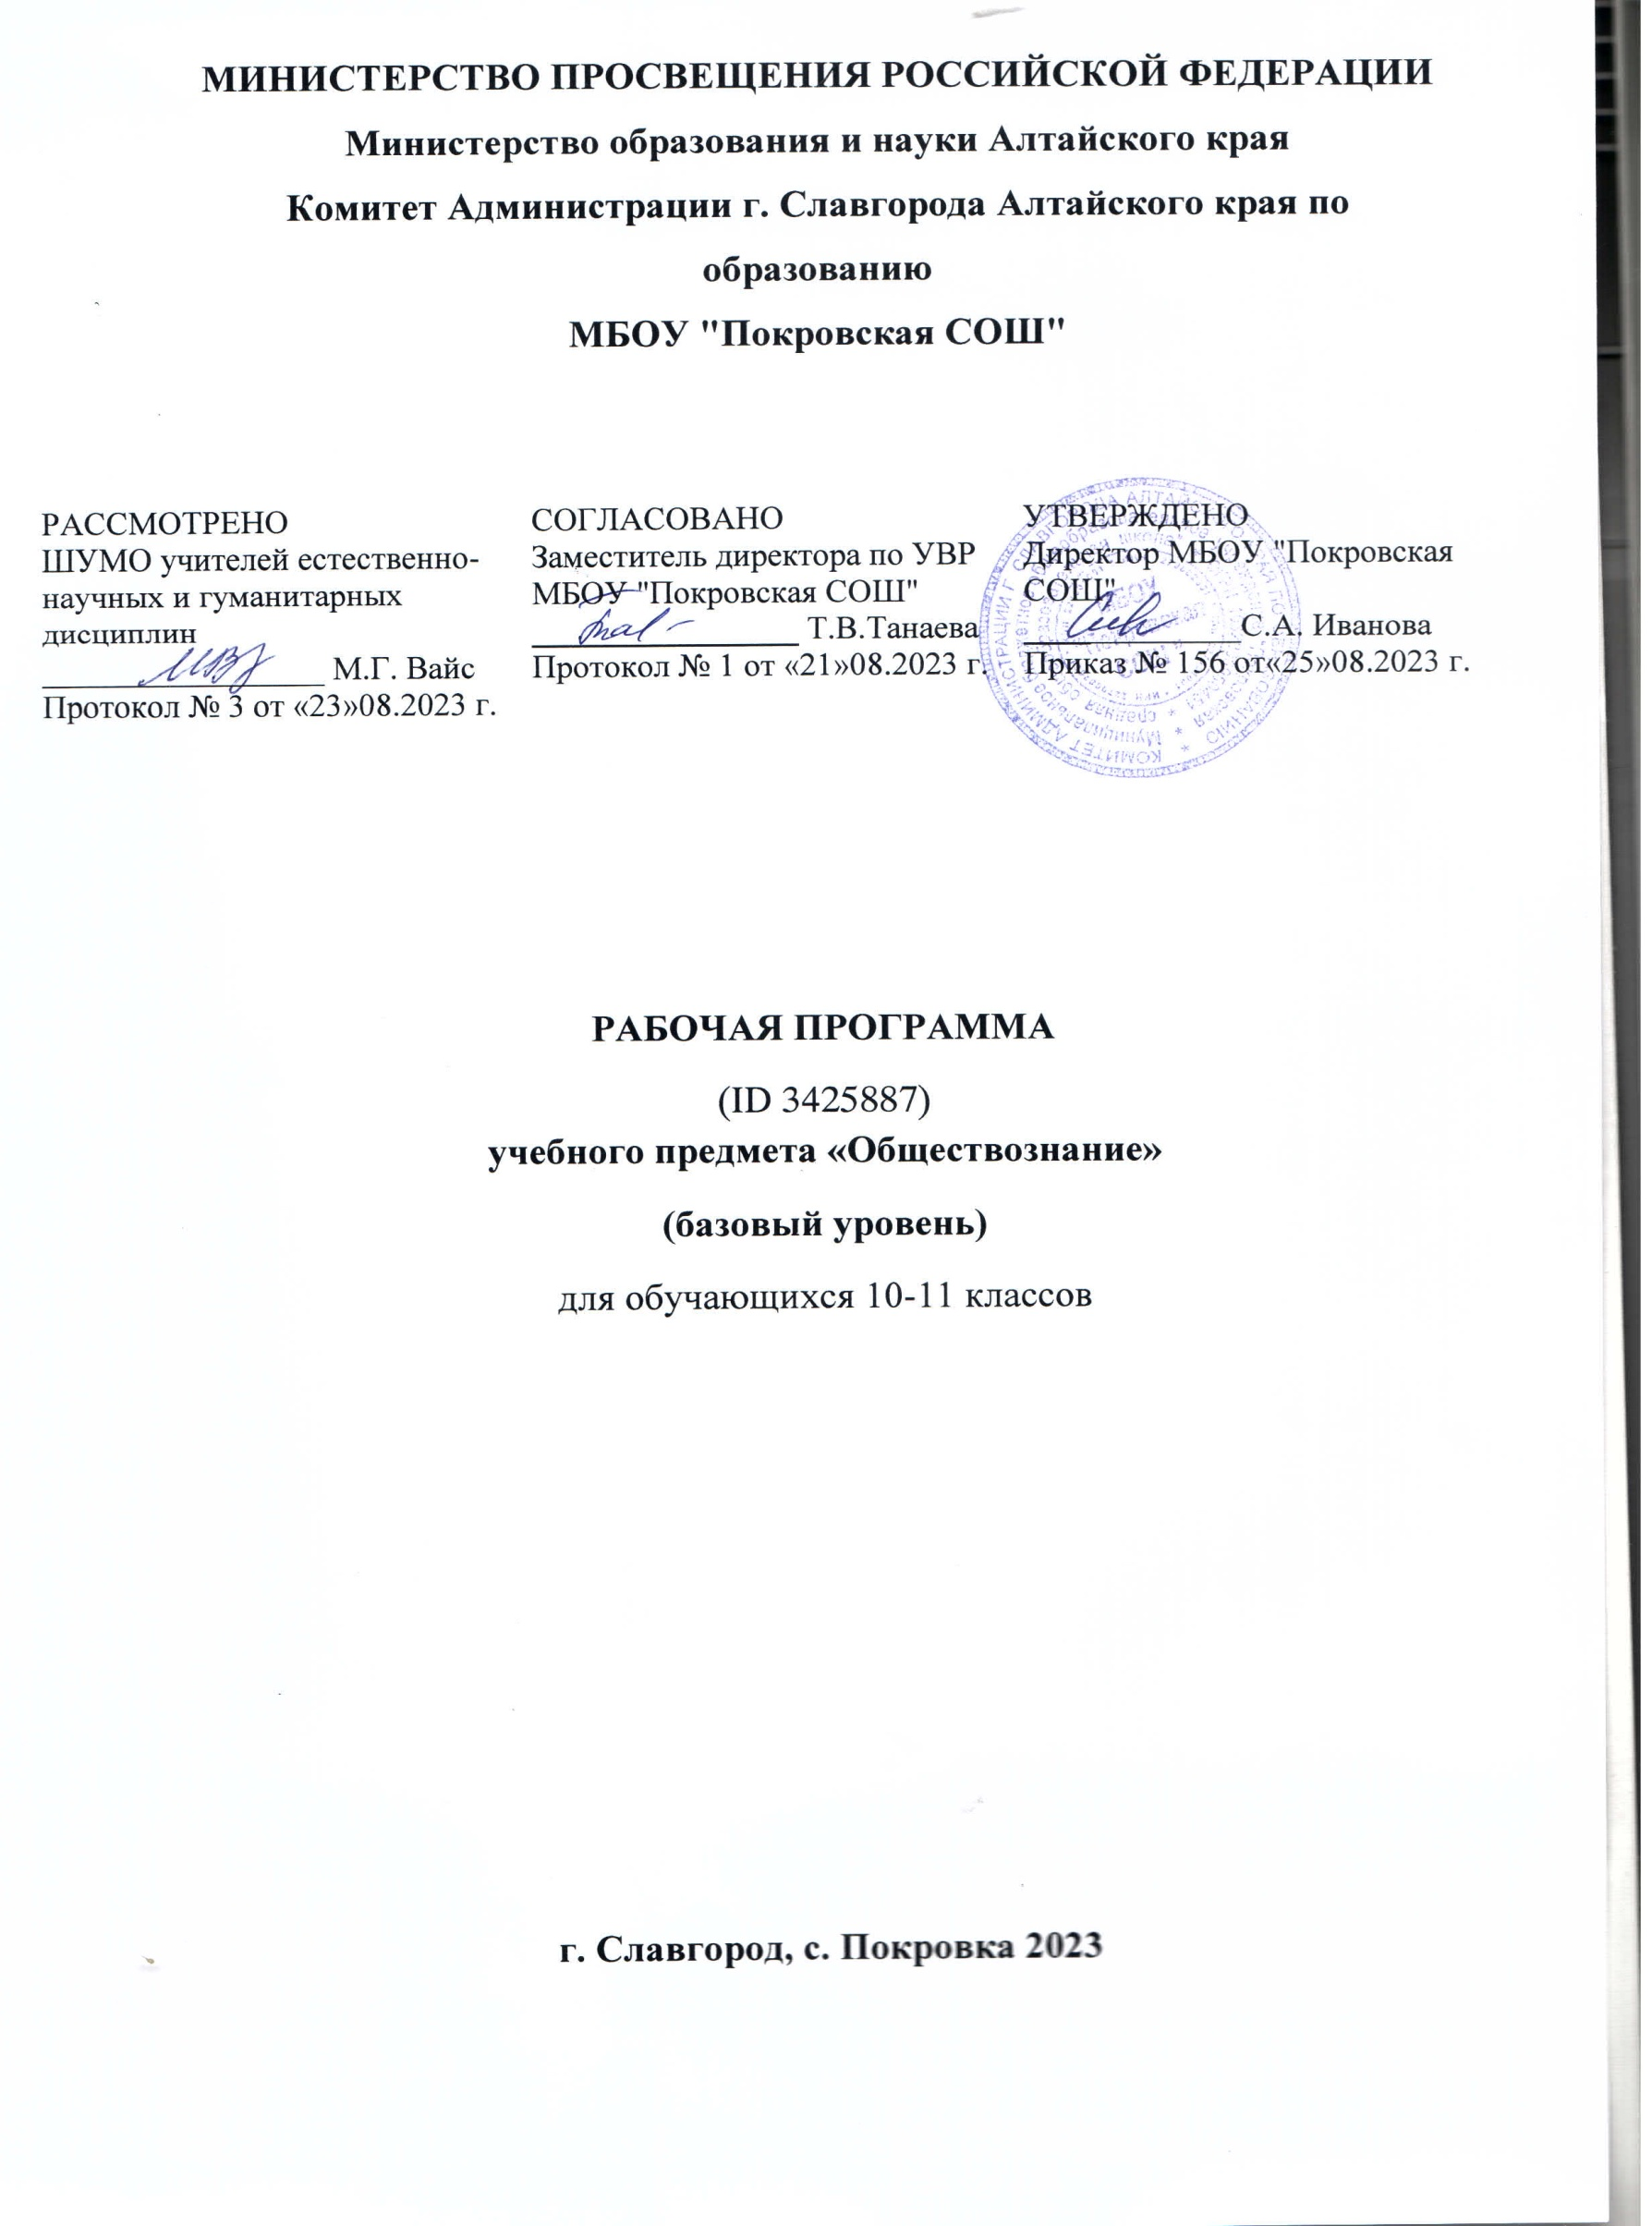 МИНИСТЕРСТВО ПРОСВЕЩЕНИЯ РОССИЙСКОЙ ФЕДЕРАЦИИ
Министерство образования и науки Алтайского края
Комитет Администрации г. Славгорода Алтайского края по
образованию
МБОУ "Покровская СОШ"
РАССМОТРЕНО
ШУМО учителей естественно-
научных и гуманитарных
дисциплин
М.Г. Вайс
Протокол № 3 от «23»08.2023 г.
СОГЛАСОВАНО
Заместитель директора по УВР
МБОУ "Покровская СОШ"
Т.В.Танаева
Протокол № 1 от «21»08.2023 г.
УТВЕРЖДЕНО
Директор МБОУ "Покровская
СОШ"
С.А. Иванова
Приказ № 156 от«25»08.2023 г.
РАБОЧАЯ ПРОГРАММА
(ID 3425887)
учебного предмета «Обществознание»
(базовый уровень)
для обучающихся 10-11 классов
г. Славгород, с. Покровка 2023